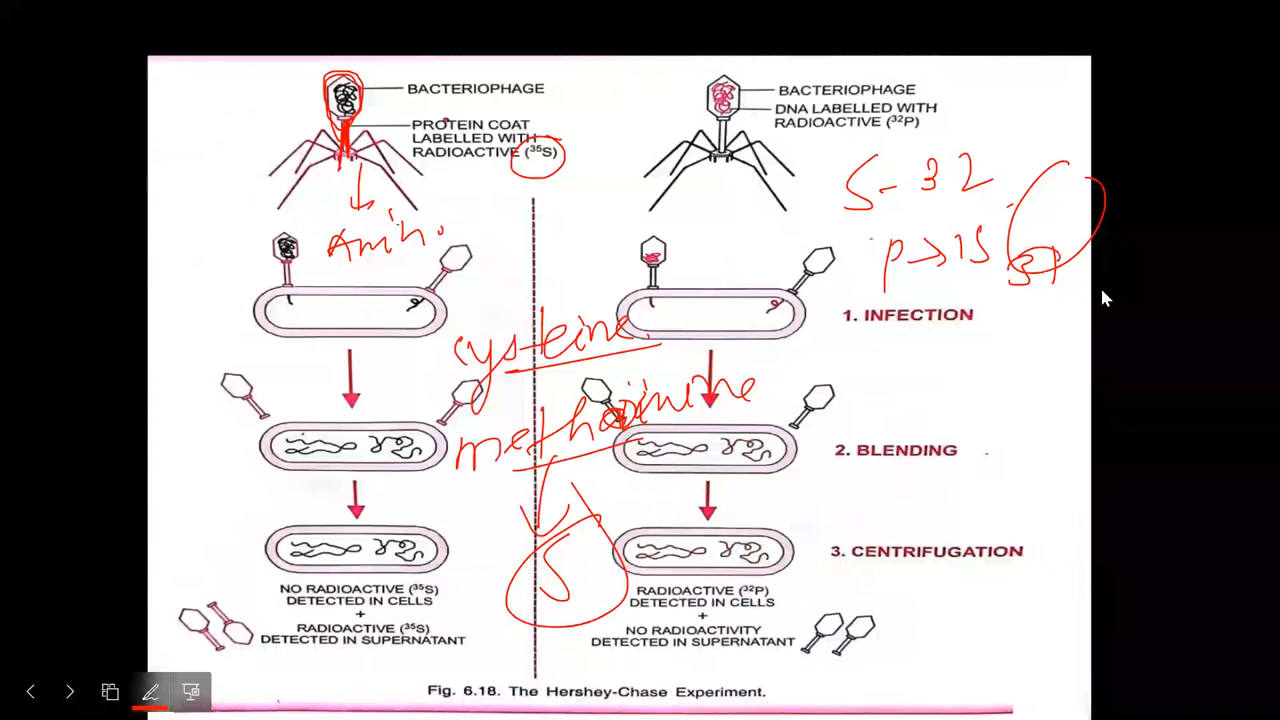 BACTERIOPHAGE
PROTEIN COAT
LABELLED WITH
RADIOACTIVE (³⁵S)
BACTERIOPHAGE
DNA LABELLED WITH
RADIOACTIVE (³²P)
S- 32
P→15
31
Amino
1. INFECTION
cysteine
methoinine
S
2. BLENDING
3. CENTRIFUGATION
NO RADIOACTIVE (³⁵S)
DETECTED IN CELLS
+
RADIOACTIVE (³⁵S)
DETECTED IN SUPERNATANT
RADIOACTIVE (³²P)
DETECTED IN CELLS
+
NO RADIOACTIVITY
DETECTED IN SUPERNATANT
Fig. 6.18. The Hershey-Chase Experiment.